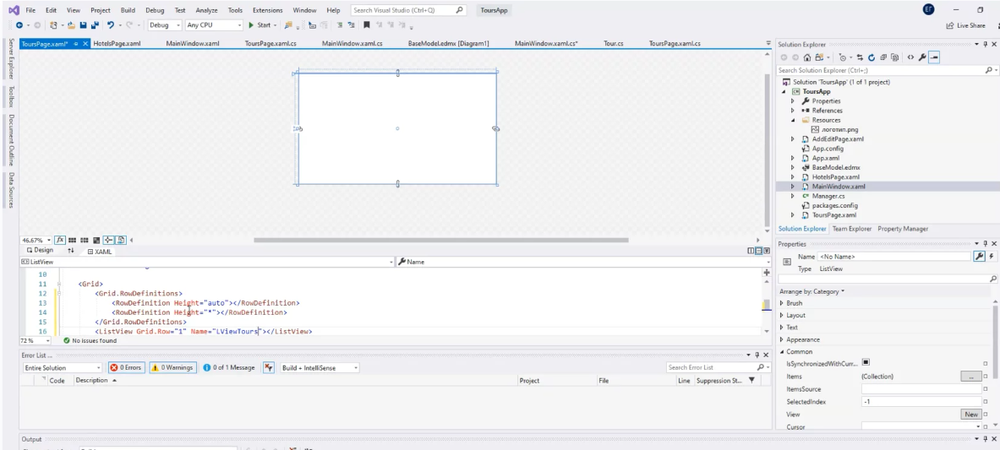 File Edit View Project Build Debug Test Analyze Tools Extensions Window Help Search Visual Studio (Ctrl+Q) ToursApp ЕГ
Debug Any CPU Start Live Share
ToursPage.xaml* HotelsPage.xaml MainWindow.xaml ToursPage.xaml.cs MainWindow.xaml.cs BaseModel.edmx [Diagram1] MainWindow.xaml.cs* Tour.cs ToursPage.xaml.cs
Server Explorer
Toolbox
Document Outline
Data Sources
46.67%
Design XAML
ListView Name
10
11 <Grid>
12 <Grid.RowDefinitions>
13 <RowDefinition Height="auto"></RowDefinition>
14 <RowDefinition Height="*"></RowDefinition>
15 </Grid.RowDefinitions>
16 <ListView Grid.Row="1" Name="LViewTours"></ListView>
72 % No issues found
Error List ...
Entire Solution 0 Errors 0 Warnings 0 of 1 Message Build + IntelliSense Search Error List
Code Description Project File Line Suppression St...
Output
Solution Explorer
Search Solution Explorer (Ctrl+;)
Solution 'ToursApp' (1 of 1 project)
ToursApp
Properties
References
Resources
логотип.png
AddEditPage.xaml
App.config
App.xaml
BaseModel.edmx
HotelsPage.xaml
MainWindow.xaml
Manager.cs
packages.config
ToursPage.xaml
Solution Explorer Team Explorer Property Manager
Properties
Name <No Name>
Type ListView
Arrange by: Category
Brush
Layout
Text
Appearance
Common
IsSynchronizedWithCurr...
Items (Collection) ...
ItemsSource
SelectedIndex -1
View New
Cursor